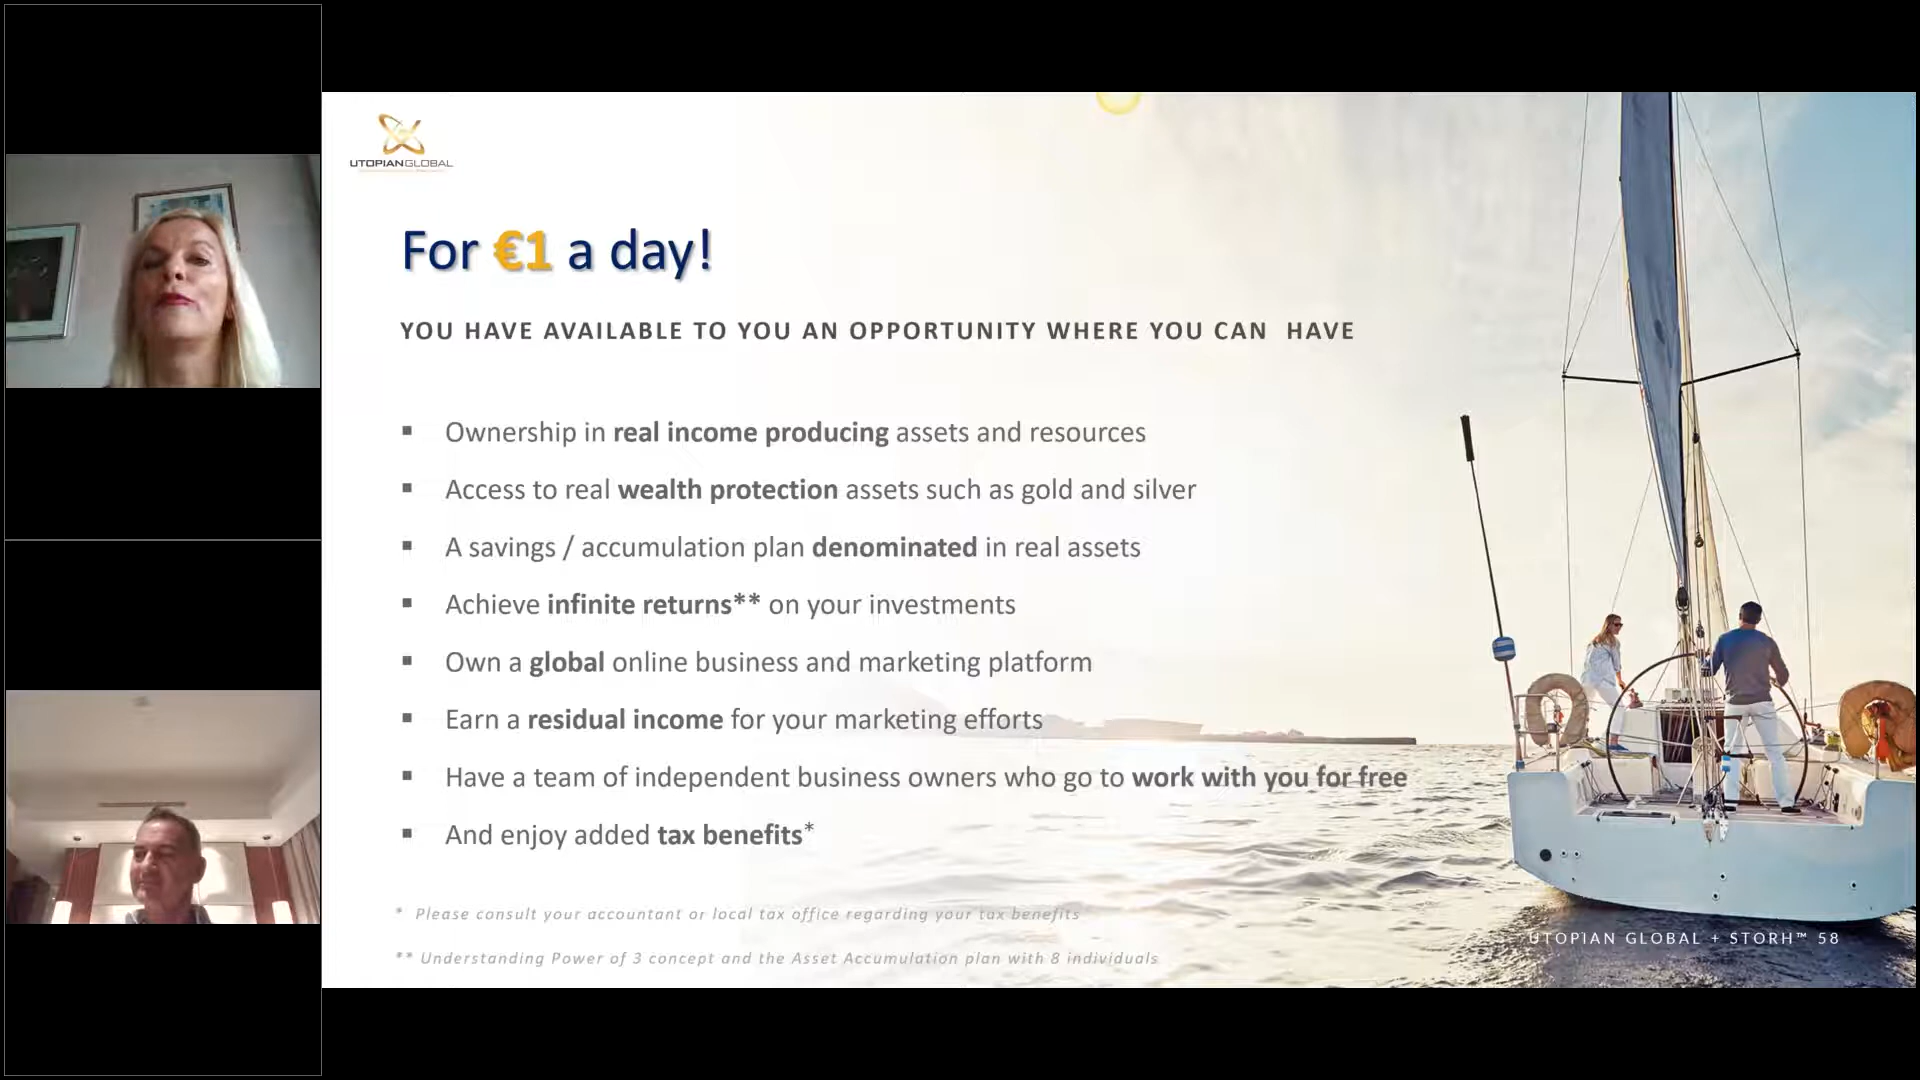 UTOPIANGLOBAL
For €1 a day!
YOU HAVE AVAILABLE TO YOU AN OPPORTUNITY WHERE YOU CAN HAVE
▪ Ownership in real income producing assets and resources
▪ Access to real wealth protection assets such as gold and silver
▪ A savings / accumulation plan denominated in real assets
▪ Achieve infinite returns** on your investments
▪ Own a global online business and marketing platform
▪ Earn a residual income for your marketing efforts
▪ Have a team of independent business owners who go to work with you for free
▪ And enjoy added tax benefits*
* Please consult your accountant or local tax office regarding your tax benefits
** Understanding Power of 3 concept and the Asset Accumulation plan with 8 individuals
UTOPIAN GLOBAL + STORH™ 58